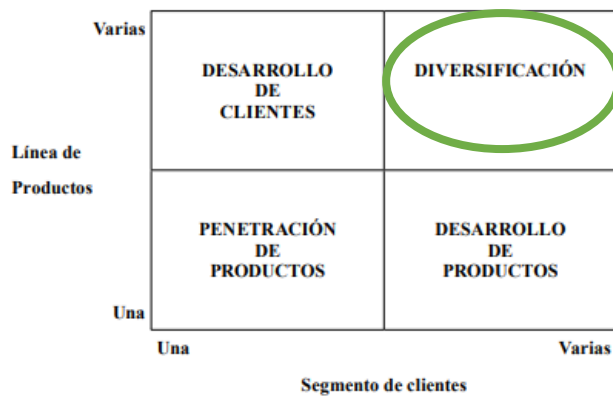 Varias
DESARROLLO
DE
CLIENTES
DIVERSIFICACIÓN
Línea de
Productos
PENETRACIÓN
DE
PRODUCTOS
DESARROLLO
DE
PRODUCTOS
Una
Una
Varias
Segmento de clientes